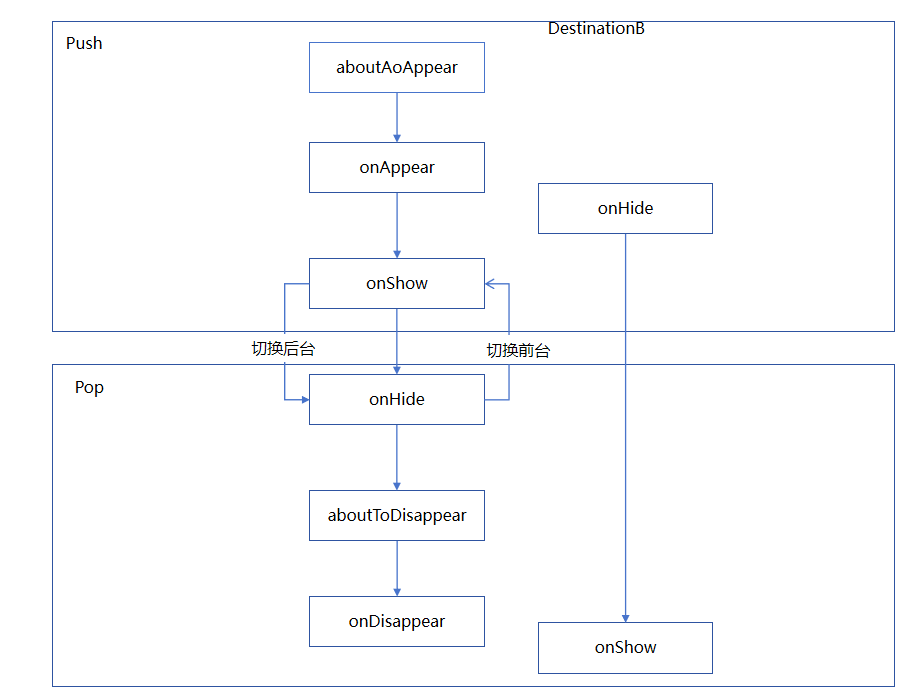 DestinationB
Push
aboutAoAppear
onAppear
onHide
onShow
切换后台
切换前台
Pop
onHide
aboutToDisappear
onDisappear
onShow